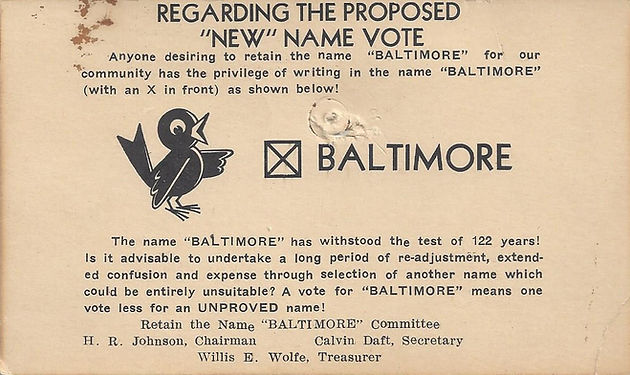 REGARDING THE PROPOSED
"NEW" NAME VOTE
Anyone desiring to retain the name "BALTIMORE" for our
community has the privilege of writing in the name "BALTIMORE"
(with an X in front) as shown below!
BALTIMORE
The name "BALTIMORE" has withstood the test of 122 years!
Is it advisable to undertake a long period of re-adjustment, extend-
ed confusion and expense through selection of another name which
could be entirely unsuitable? A vote for "BALTIMORE" means one
vote less for an UNPROVED name!
Retain the Name "BALTIMORE" Committee
H. R. Johnson, Chairman Calvin Daft, Secretary
Willis E. Wolfe, Treasurer